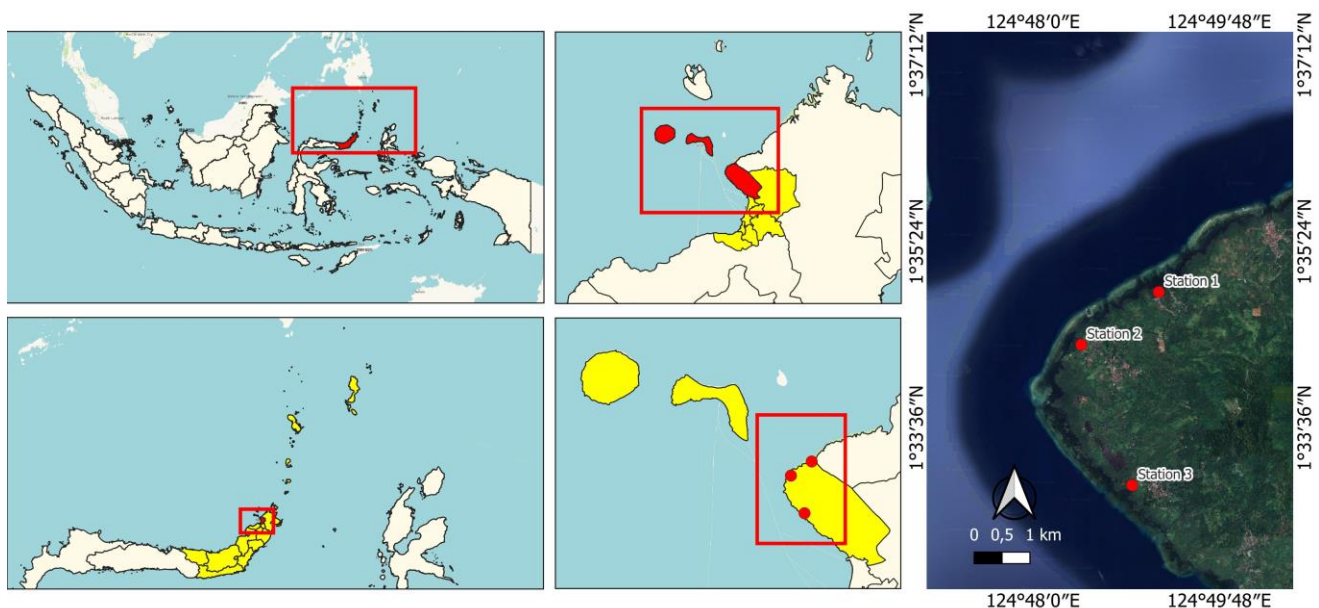 124°48′0″E
124°49′48″E
1°37′12″N
1°37′12″N
1°35′24″N
1°35′24″N
1°33′36″N
1°33′36″N
Station 1
Station 2
Station 3
0 0,5 1 km
124°48′0″E
124°49′48″E